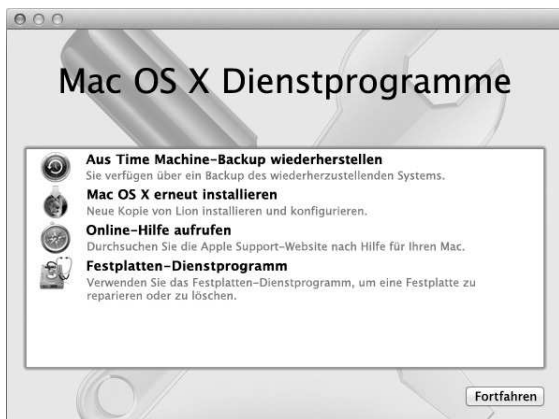 Mac OS X Dienstprogramme
Aus Time Machine-Backup wiederherstellen
Sie verfügen über ein Backup des wiederherzustellenden Systems.
Mac OS X erneut installieren
Neue Kopie von Lion installieren und konfigurieren.
Online-Hilfe aufrufen
Durchsuchen Sie die Apple Support-Website nach Hilfe für Ihren Mac.
Festplatten-Dienstprogramm
Verwenden Sie das Festplatten-Dienstprogramm, um eine Festplatte zu
reparieren oder zu löschen.
Fortfahren